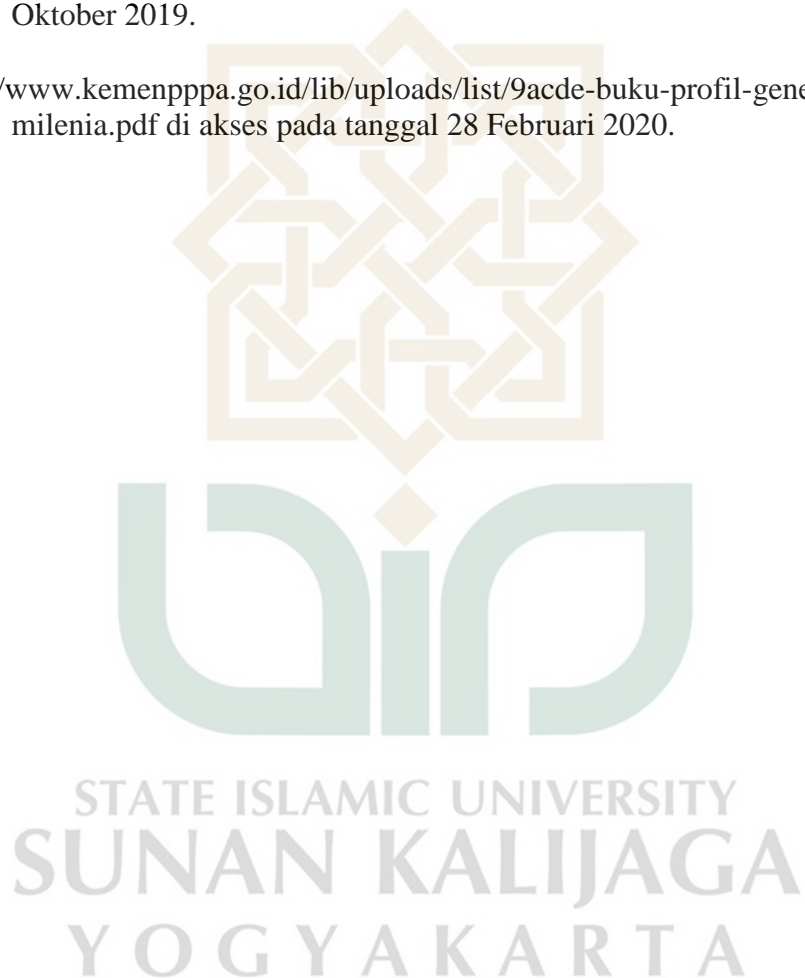 Oktober 2019.
/www.kemenpppa.go.id/lib/uploads/list/9acde-buku-profil-gene
milenia.pdf di akses pada tanggal 28 Februari 2020.
STATE ISLAMIC UNIVERSITY
SUNAN KALIJAGA
YOGYAKARTA